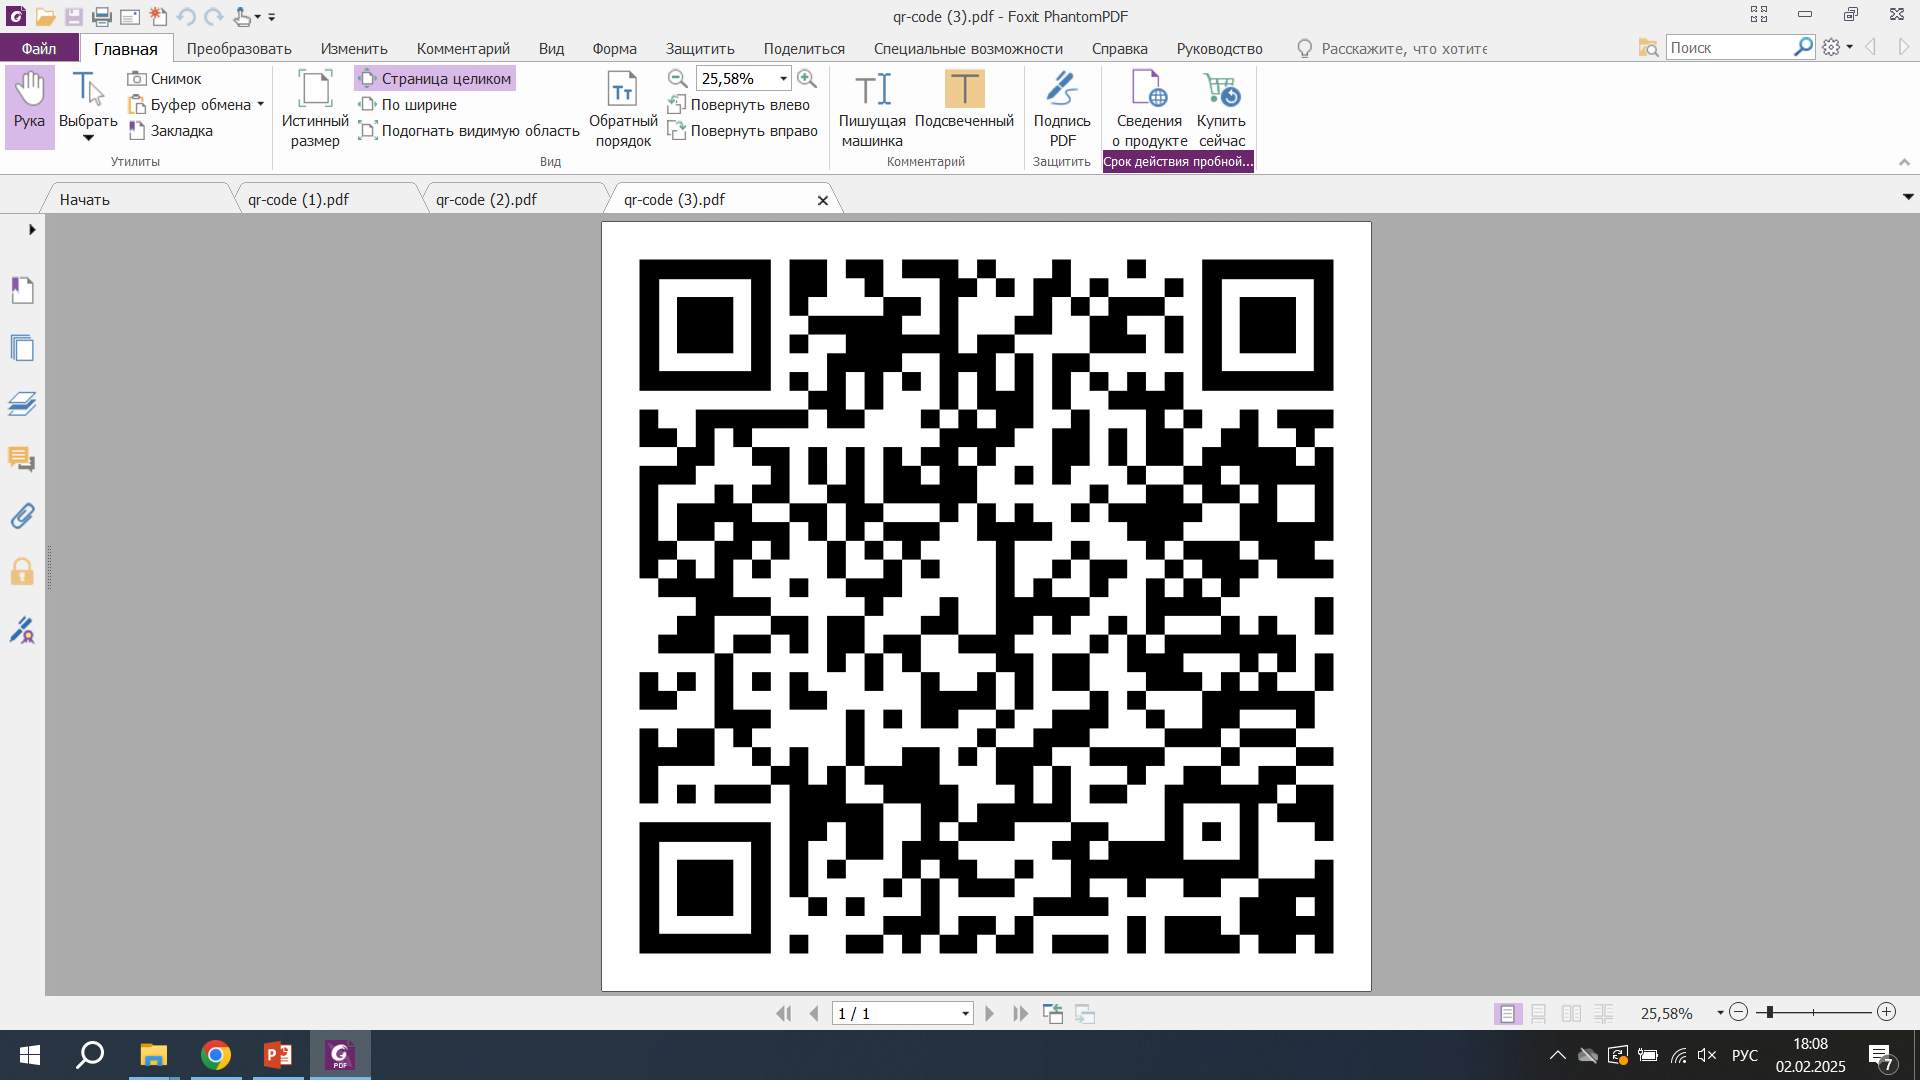 qr-code (3).pdf - Foxit PhantomPDF
Файл Главная Преобразовать Изменить Комментарий Вид Форма Защитить Поделиться Специальные возможности Справка Руководство Расскажите, что хотите Поиск
Рука
Выбрать
Снимок
Буфер обмена
Закладка
Утилиты
Истинный
размер
Страница целиком
По ширине
Подогнать видимую область
Обратный
порядок
25,58%
Повернуть влево
Повернуть вправо
Вид
Пишущая
машинка
Подсвеченный
Комментарий
Подпись
PDF
Защитить
Сведения
о продукте
Купить
сейчас
Срок действия пробной...
Начать qr-code (1).pdf qr-code (2).pdf qr-code (3).pdf
1 / 1
25,58%
PDF
РУС
18:08
02.02.2025
7